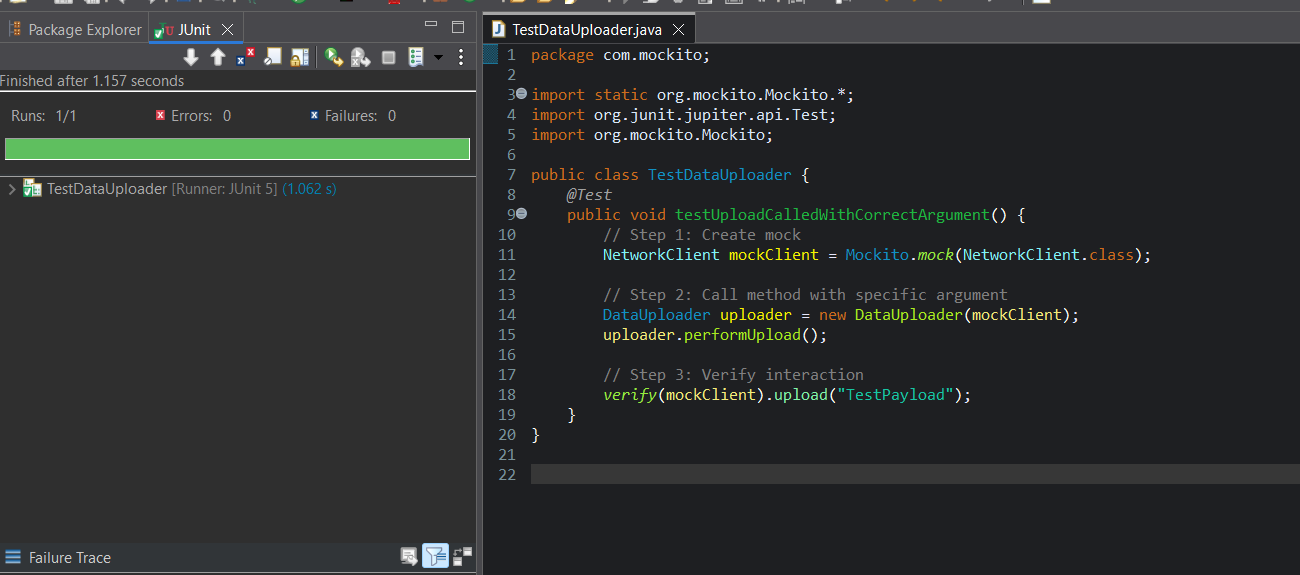 Package Explorer
JUnit
Finished after 1.157 seconds
Runs: 1/1
Errors: 0
Failures: 0
TestDataUploader [Runner: JUnit 5] (1.062 s)
Failure Trace
TestDataUploader.java
1 package com.mockito;
2
3 import static org.mockito.Mockito.*;
4 import org.junit.jupiter.api.Test;
5 import org.mockito.Mockito;
6
7 public class TestDataUploader {
8     @Test
9     public void testUploadCalledWithCorrectArgument() {
10         // Step 1: Create mock
11         NetworkClient mockClient = Mockito.mock(NetworkClient.class);
12
13         // Step 2: Call method with specific argument
14         DataUploader uploader = new DataUploader(mockClient);
15         uploader.performUpload();
16
17         // Step 3: Verify interaction
18         verify(mockClient).upload("TestPayload");
19     }
20 }
21
22